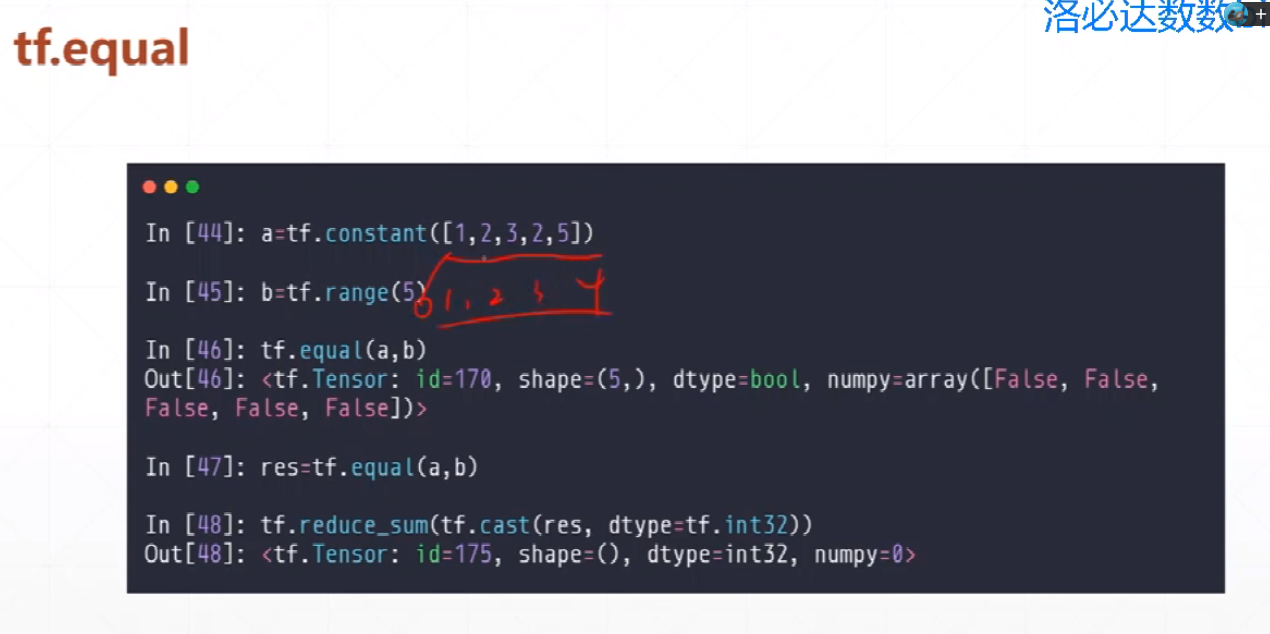 洛必达数数
tf.equal
In [44]: a=tf.constant([1,2,3,2,5])
In [45]: b=tf.range(5)
0 1, 2 3 4
In [46]: tf.equal(a,b)
Out[46]: <tf.Tensor: id=170, shape=(5,), dtype=bool, numpy=array([False, False,
False, False, False])>
In [47]: res=tf.equal(a,b)
In [48]: tf.reduce_sum(tf.cast(res, dtype=tf.int32))
Out[48]: <tf.Tensor: id=175, shape=(), dtype=int32, numpy=0>